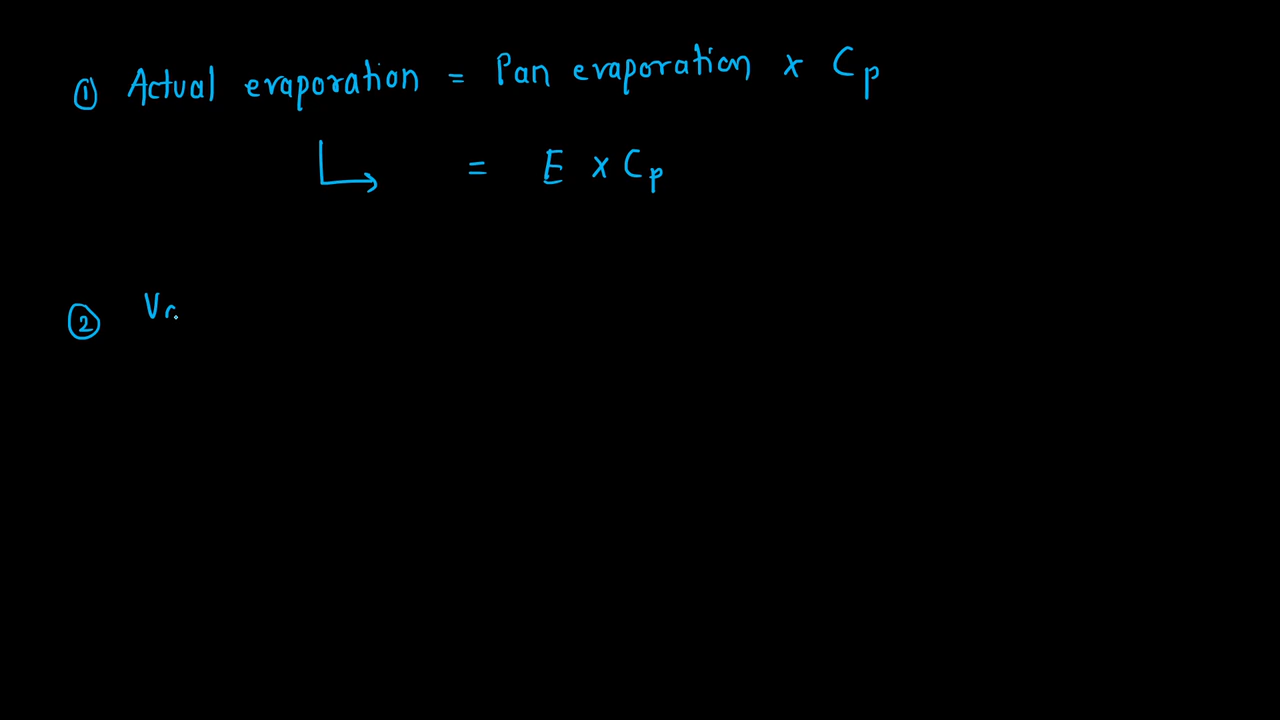 ① Actual evaporation = Pan evaporation × Cp
= E × Cp
② V